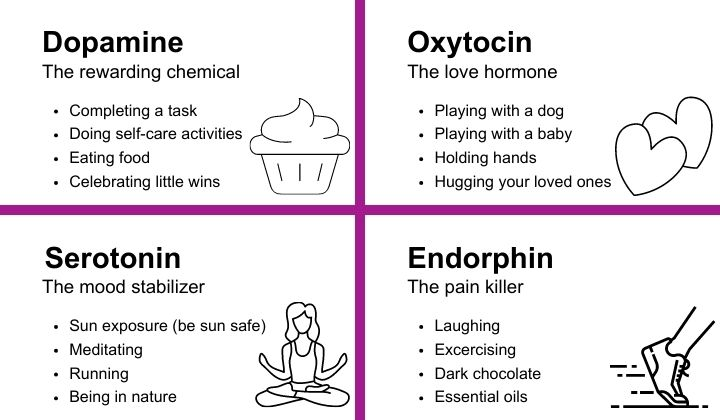 Dopamine
The rewarding chemical
• Completing a task
• Doing self-care activities
• Eating food
• Celebrating little wins
Oxytocin
The love hormone
• Playing with a dog
• Playing with a baby
• Holding hands
• Hugging your loved ones
Serotonin
The mood stabilizer
• Sun exposure (be sun safe)
• Meditating
• Running
• Being in nature
Endorphin
The pain killer
• Laughing
• Excercising
• Dark chocolate
• Essential oils